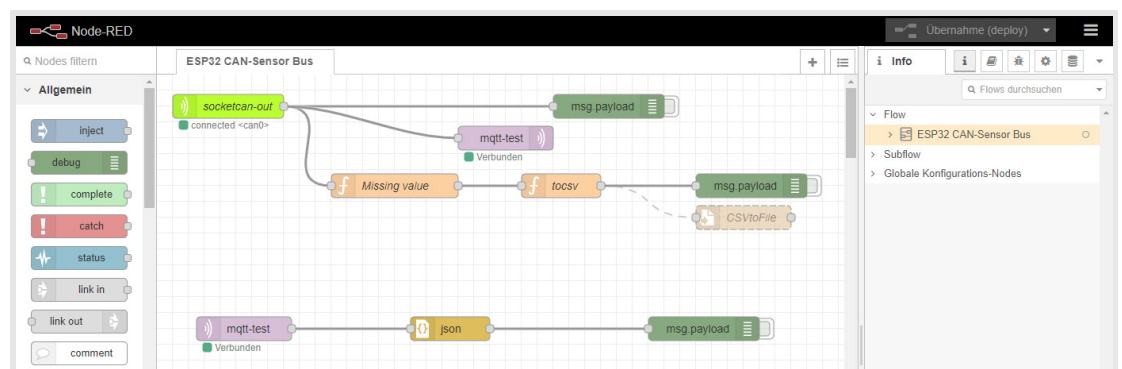 Node-RED
Übernahme (deploy)
Nodes filtern
ESP32 CAN-Sensor Bus
i Info
i
Flows durchsuchen
Allgemein
inject
debug
complete
catch
status
link in
link out
comment
socketcan-out
connected <can0>
msg.payload
mqtt-test
Verbunden
f Missing value
f tocsv
msg.payload
CSVtoFile
mqtt-test
Verbunden
json
msg.payload
Flow
ESP32 CAN-Sensor Bus
Subflow
Globale Konfigurations-Nodes